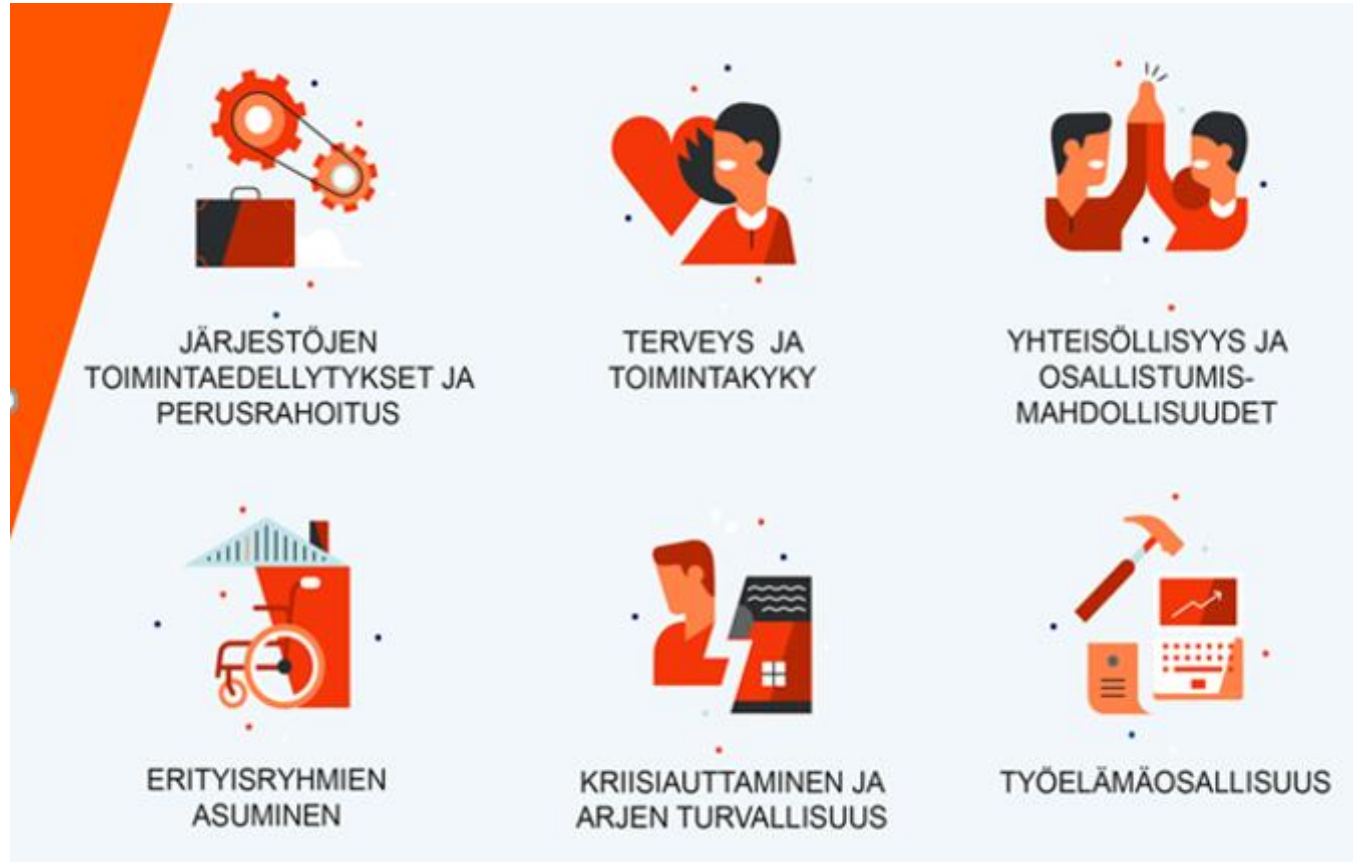 JÄRJESTÖJEN
TOIMINTAEDELLYTYKSET JA
PERUSRAHOITUS
TERVEYS JA
TOIMINTAKYKY
YHTEISÖLLISYYS JA
OSALLISTUMIS-
MAHDOLLISUUDET
ERITYISRYHMIEN
ASUMINEN
KRIISIAUTTAMINEN JA
ARJEN TURVALLISUUS
TYÖELÄMÄOSALLISUUS